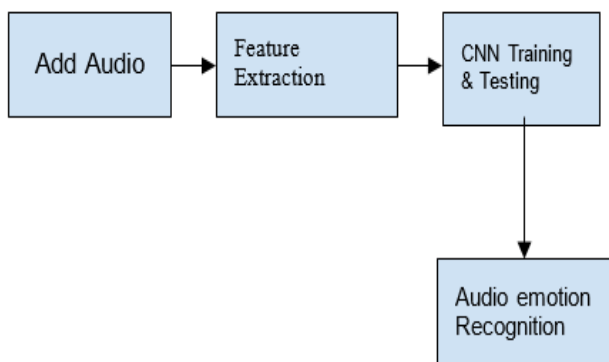 Add Audio
Feature
Extraction
CNN Training
& Testing
Audio emotion
Recognition